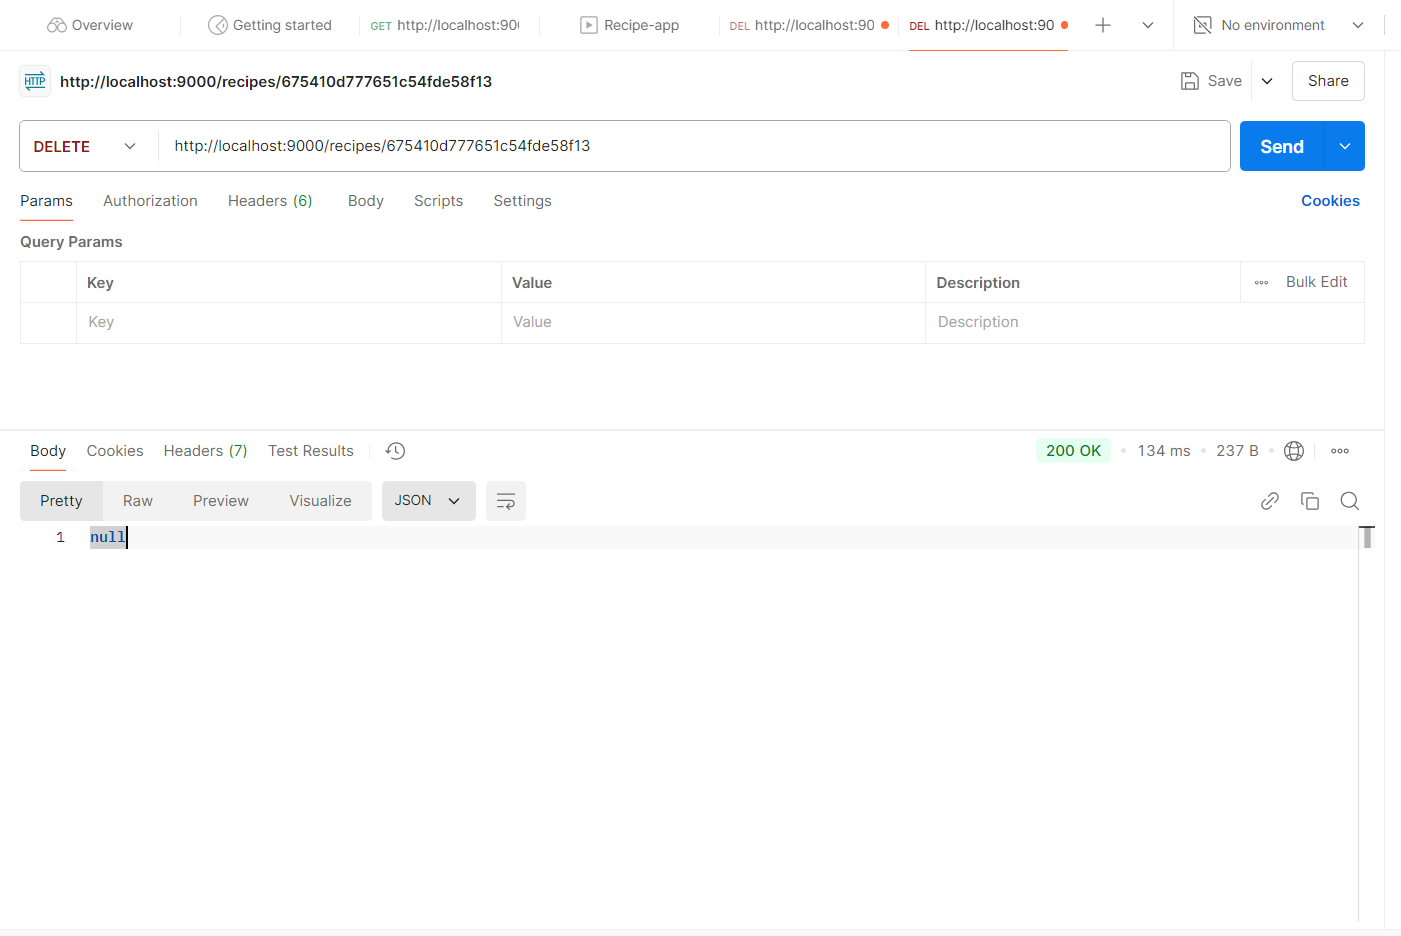 Overview
Getting started
GET http://localhost:900
Recipe-app
DEL http://localhost:90
DEL http://localhost:90
No environment
HTTP http://localhost:9000/recipes/675410d777651c54fde58f13
Save
Share
DELETE http://localhost:9000/recipes/675410d777651c54fde58f13
Send
Params Authorization Headers (6) Body Scripts Settings Cookies
Query Params
Key Value Description Bulk Edit
Key Value Description
Body Cookies Headers (7) Test Results 200 OK 134 ms 237 B
Pretty Raw Preview Visualize JSON
1 null